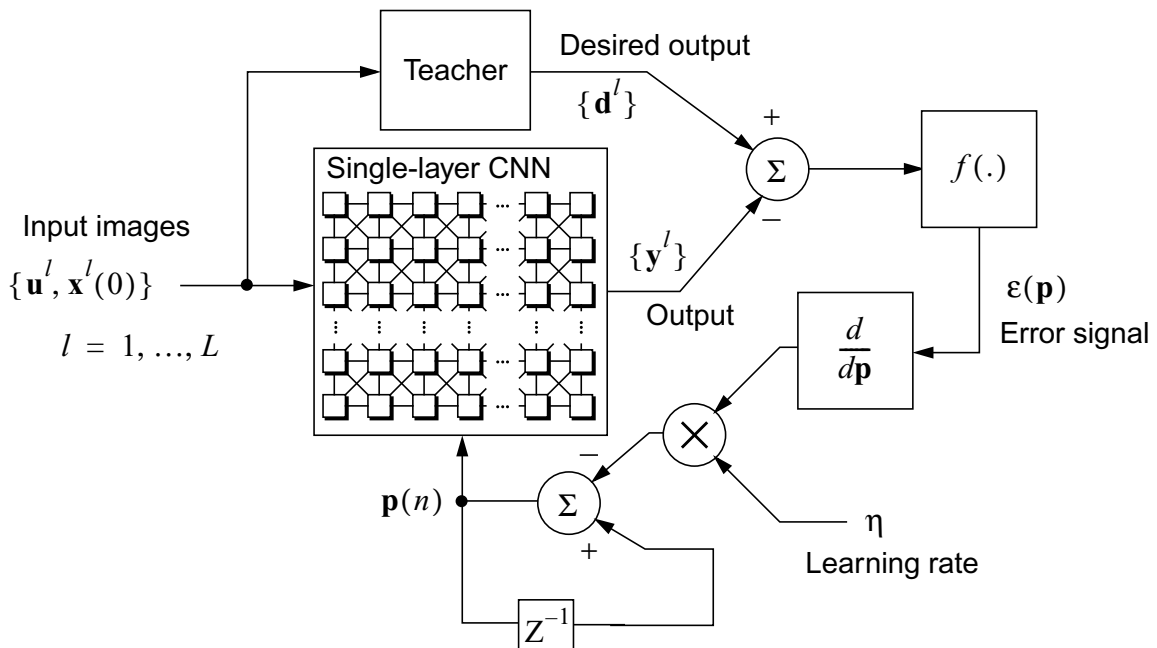 Teacher
Desired output
{d^l}
+
Σ
−
f(.)
Single-layer CNN
...
...
...
...
...
Input images
{u^l, x^l(0)}
l = 1, ..., L
{y^l}
Output
ε(p)
Error signal
d
dp
×
−
p(n)
Σ
+
η
Learning rate
Z^−1